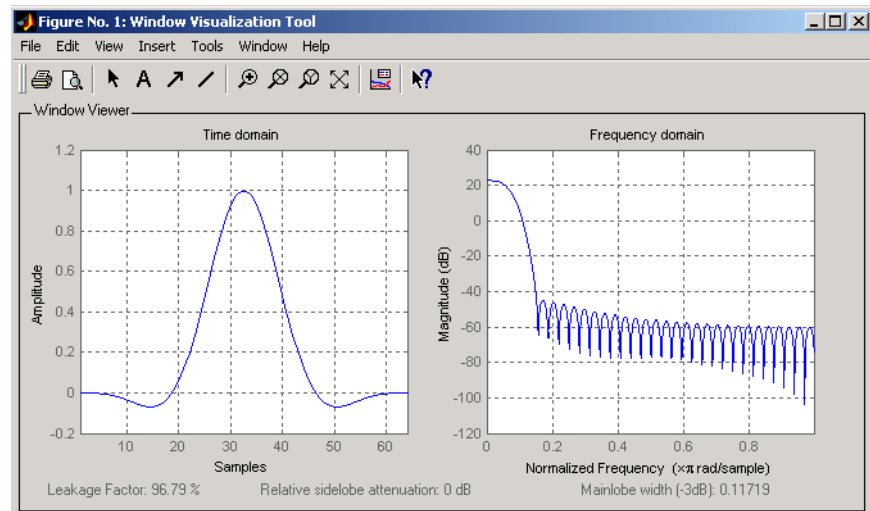 Figure No. 1: Window Visualization Tool
File Edit View Insert Tools Window Help
A
Window Viewer
Time domain
Frequency domain
1.2
1
0.8
0.6
0.4
0.2
0
-0.2
Amplitude
10 20 30 40 50 60
Samples
40
20
0
-20
-40
-60
-80
-100
-120
Magnitude (dB)
0 0.2 0.4 0.6 0.8
Normalized Frequency (×π rad/sample)
Leakage Factor: 96.79 %
Relative sidelobe attenuation: 0 dB
Mainlobe width (-3dB): 0.11719